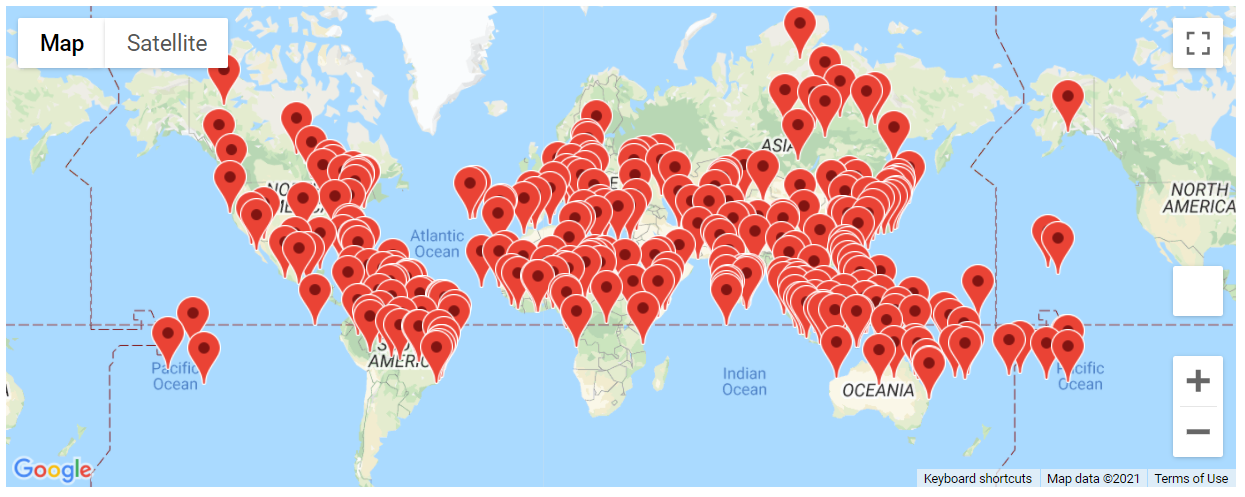 Map
Satellite
ASIA
NORTH
AMERICA
Atlantic
Ocean
AMERIC
Pacific
Ocean
Indian
Ocean
OCEANIA
Pacific
Ocean
Google
Keyboard shortcuts
Map data ©2021
Terms of Use